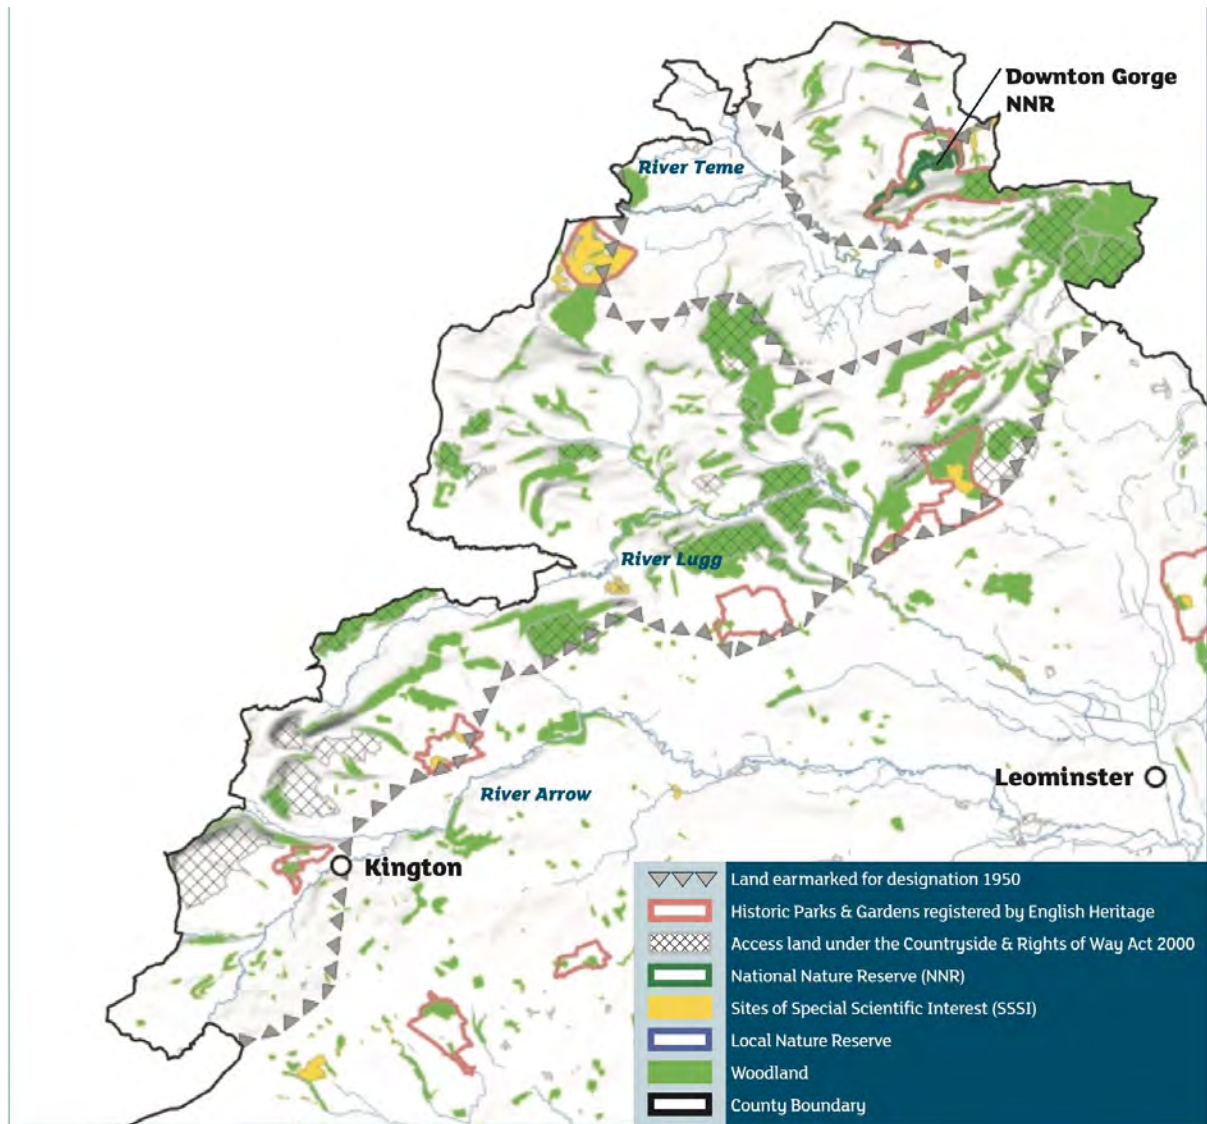 Downton Gorge
NNR
River Teme
River Lugg
Leominster
River Arrow
Kington
Land earmarked for designation 1950
Historic Parks & Gardens registered by English Heritage
Access land under the Countryside & Rights of Way Act 2000
National Nature Reserve (NNR)
Sites of Special Scientific Interest (SSSI)
Local Nature Reserve
Woodland
County Boundary